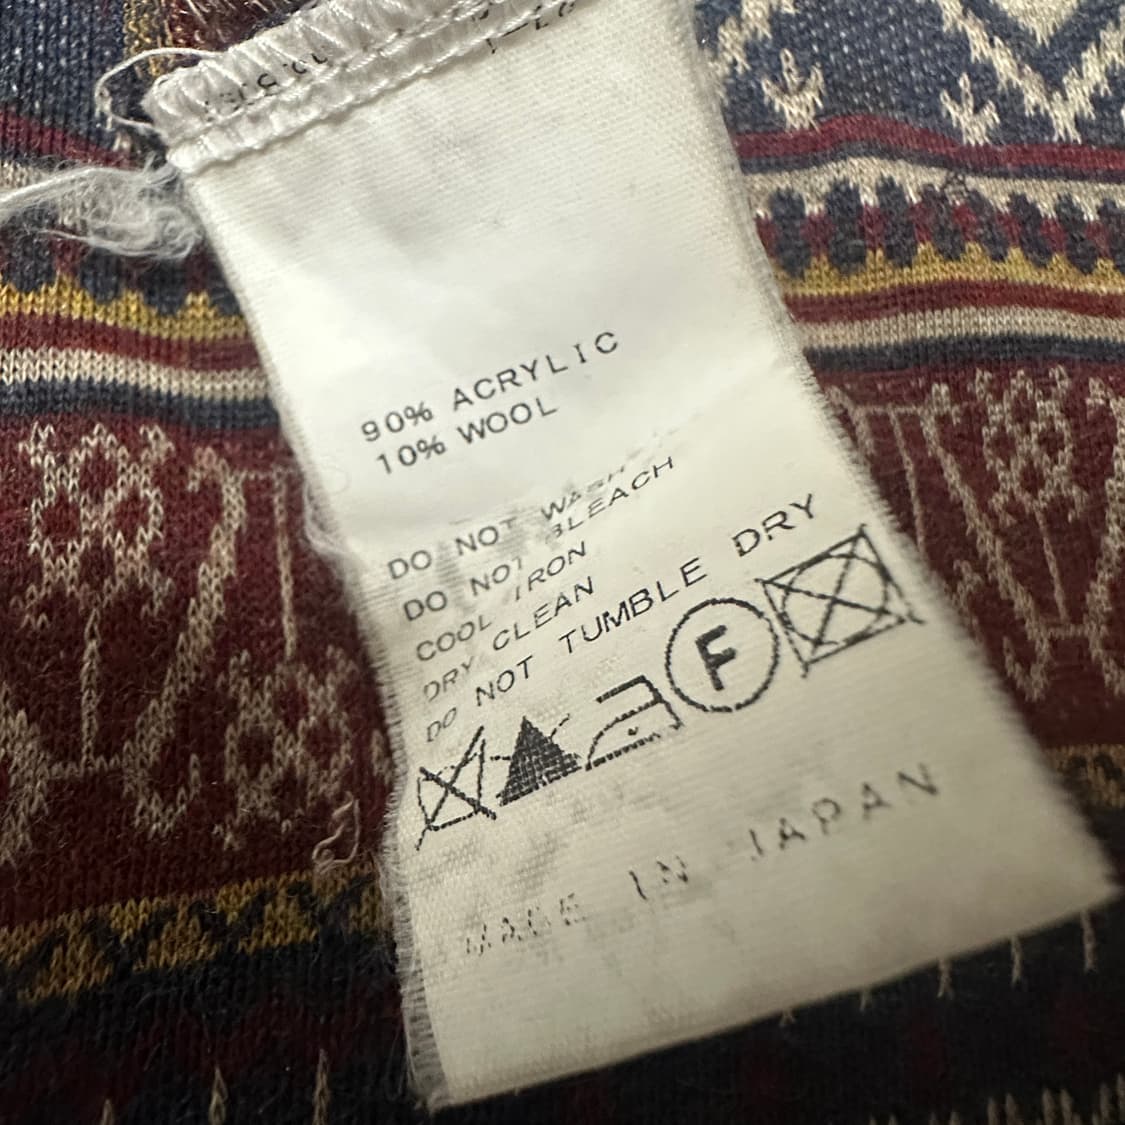 90% ACRYLIC
10% WOOL
DO NOT WASH
DO NOT BLEACH
COOL IRON
DRY CLEAN
DO NOT TUMBLE DRY
F
MADE IN JAPAN